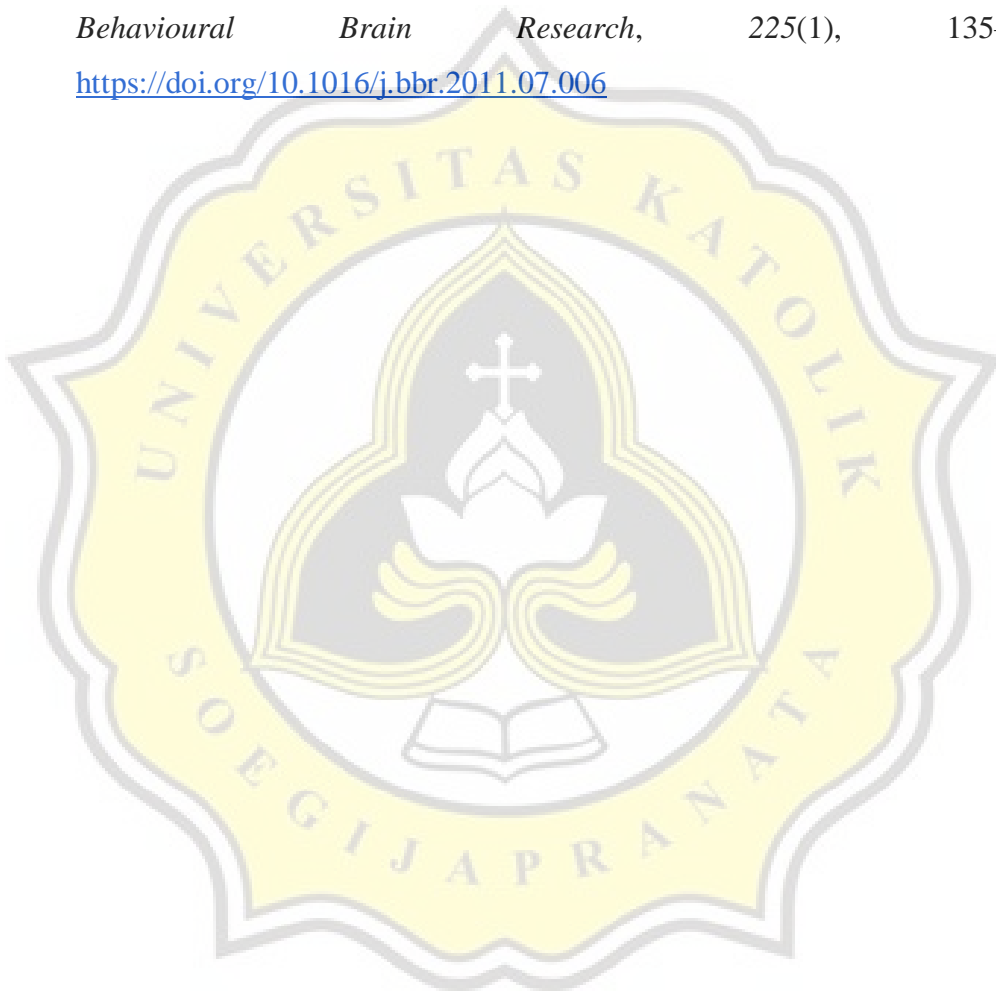 Behavioural Brain Research, 225(1), 135-
https://doi.org/10.1016/j.bbr.2011.07.006
UNIVERSITAS KATOLIK
SOEGIJAPRANATA